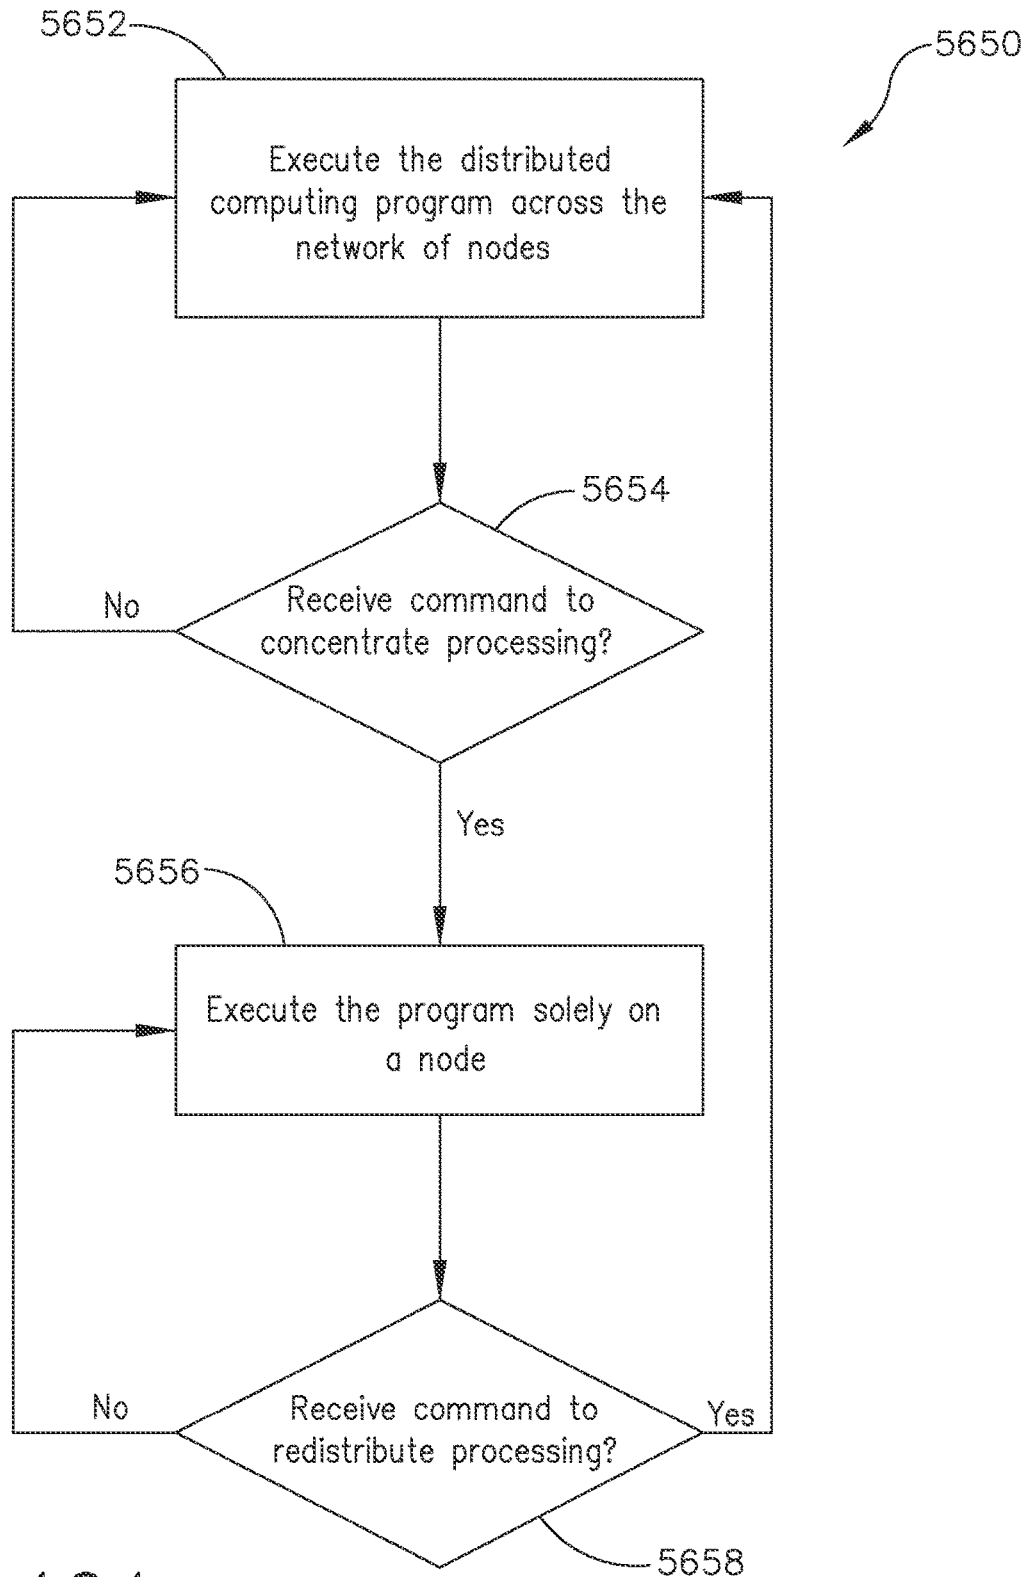 5652
5650
Execute the distributed
computing program across the
network of nodes
5654
Receive command to
concentrate processing?
No
Yes
5656
Execute the program solely on
a node
Receive command to
redistribute processing?
No
Yes
5658